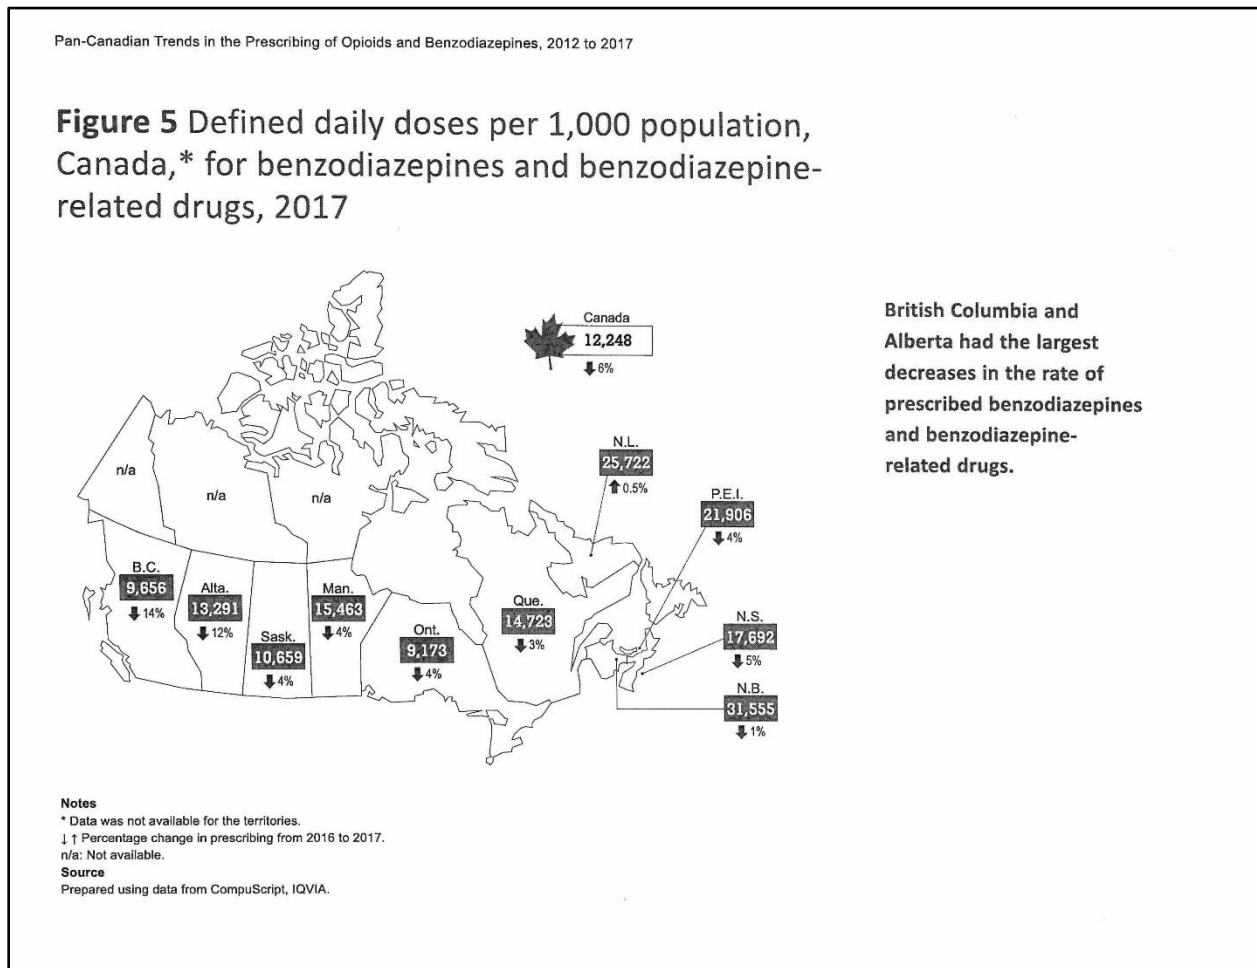 Pan-Canadian Trends in the Prescribing of Opioids and Benzodiazepines, 2012 to 2017
Figure 5 Defined daily doses per 1,000 population,
Canada,* for benzodiazepines and benzodiazepine-
related drugs, 2017
Canada
12,248
↓ 6%
British Columbia and
Alberta had the largest
decreases in the rate of
prescribed benzodiazepines
and benzodiazepine-
related drugs.
n/a
n/a
n/a
N.L.
25,722
↑ 0.5%
P.E.I.
21,906
↓ 4%
B.C.
9,656
↓ 14%
Alta.
13,291
↓ 12%
Sask.
10,659
↓ 4%
Man.
15,463
↓ 4%
Ont.
9,173
↓ 4%
Que.
14,723
↓ 3%
N.S.
17,692
↓ 5%
N.B.
31,555
↓ 1%
Notes
* Data was not available for the territories.
↓ ↑ Percentage change in prescribing from 2016 to 2017.
n/a: Not available.
Source
Prepared using data from CompuScript, IQVIA.